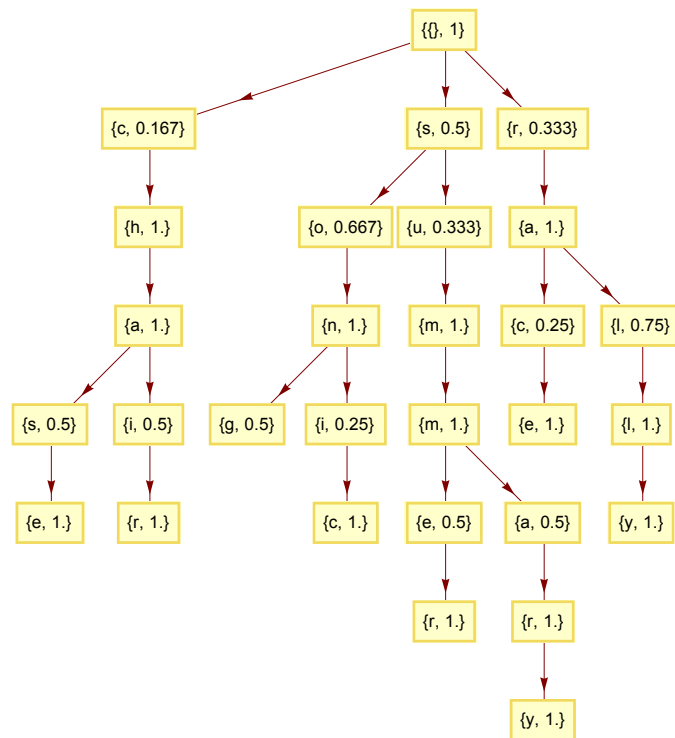 {{}, 1}
{c, 0.167} {s, 0.5} {r, 0.333}
{h, 1.} {o, 0.667} {u, 0.333} {a, 1.}
{a, 1.} {n, 1.} {m, 1.} {c, 0.25} {l, 0.75}
{s, 0.5} {i, 0.5} {g, 0.5} {i, 0.25} {m, 1.} {e, 1.} {l, 1.}
{e, 1.} {r, 1.} {c, 1.} {e, 0.5} {a, 0.5} {y, 1.}
{r, 1.} {r, 1.}
{y, 1.}